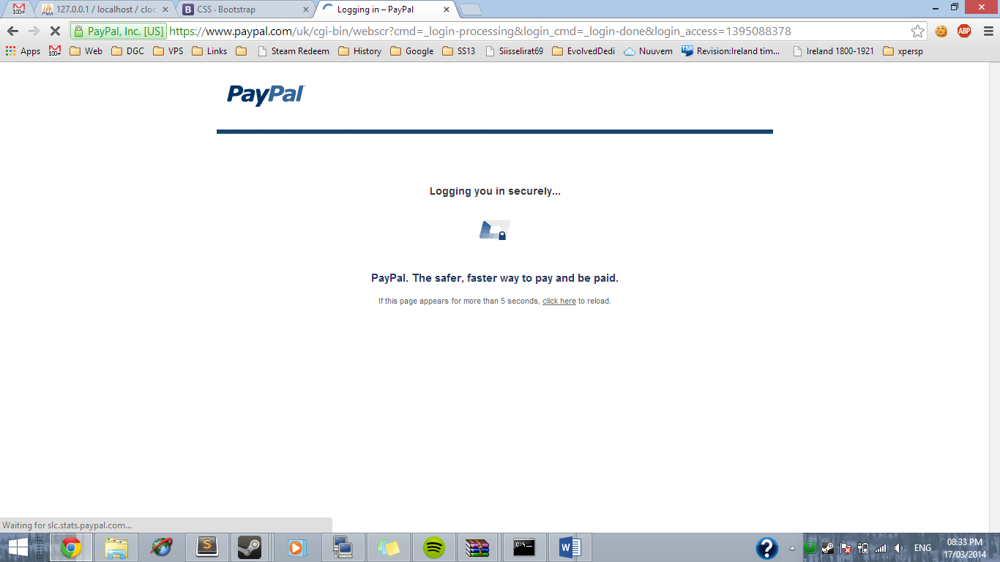 100+ 127.0.0.1 / localhost / cloc CSS · Bootstrap Logging in – PayPal
PayPal, Inc. [US] https://www.paypal.com/uk/cgi-bin/webscr?cmd=_login-processing&login_cmd=_login-done&login_access=1395088378 ABP
Apps 100+ Web DGC VPS Links Steam Redeem History Google SS13 Siisselirat69 EvolvedDedi Nuuvem TSR Revision:Ireland tim... Ireland 1800-1921 xpersp
PayPal
Logging you in securely...
PayPal. The safer, faster way to pay and be paid.
If this page appears for more than 5 seconds, click here to reload.
Waiting for slc.stats.paypal.com...
ENG 08:33 PM
17/03/2014